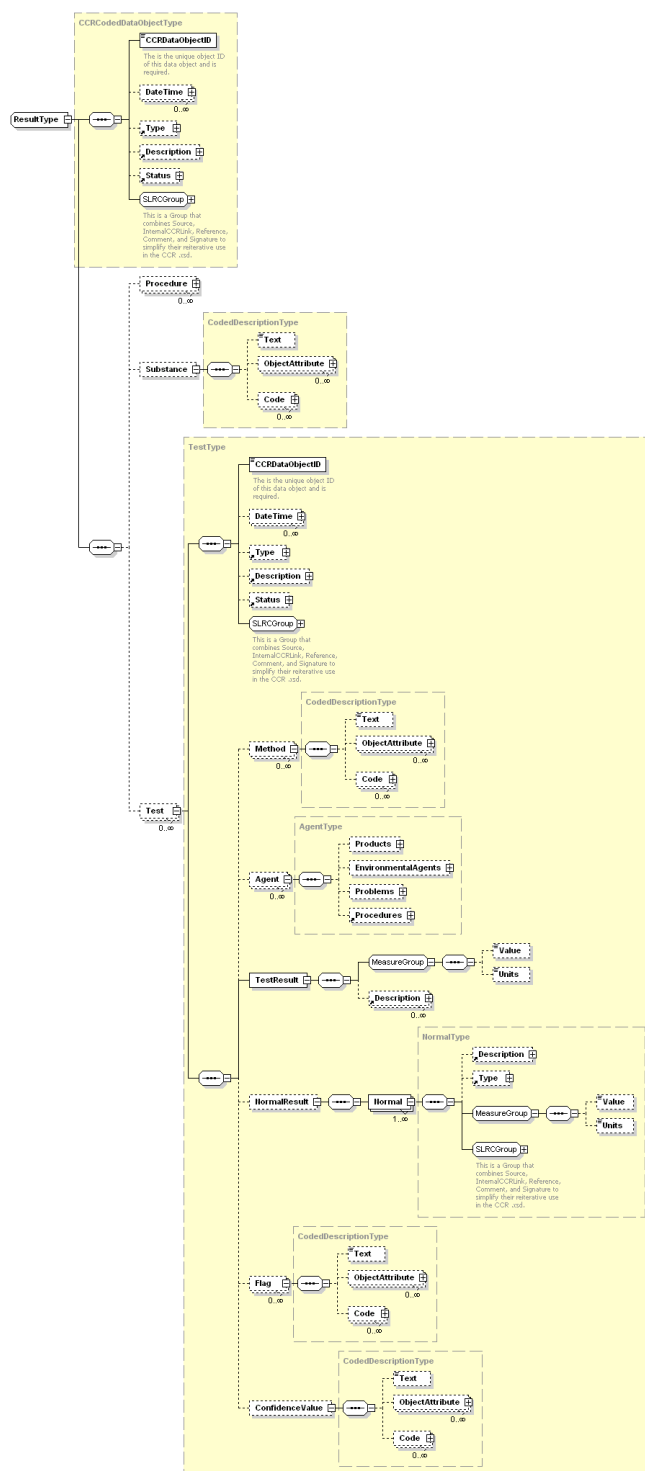 CCRCodedDataObjectType
CCRDataObjectID
The is the unique object ID
of this data object and is
required.
DateTime
0..∞
ResultType
Type
Description
Status
SLRCGroup
This is a Group that
combines Source,
InternalCCRLink, Reference,
Comment, and Signature to
simplify their reiterative use
in the CCR .xsd.
Procedure
0..∞
CodedDescriptionType
Text
Substance
ObjectAttribute
0..∞
Code
0..∞
TestType
CCRDataObjectID
The is the unique object ID
of this data object and is
required.
DateTime
0..∞
Type
Description
Status
SLRCGroup
This is a Group that
combines Source,
InternalCCRLink, Reference,
Comment, and Signature to
simplify their reiterative use
in the CCR .xsd.
CodedDescriptionType
Text
Method
0..∞
ObjectAttribute
0..∞
Code
0..∞
Test
0..∞
AgentType
Products
EnvironmentalAgents
Agent
0..∞
Problems
Procedures
Value
MeasureGroup
Units
TestResult
Description
0..∞
NormalType
Description
Type
NormalResult
Normal
1..∞
Value
MeasureGroup
Units
SLRCGroup
This is a Group that
combines Source,
InternalCCRLink, Reference,
Comment, and Signature to
simplify their reiterative use
in the CCR .xsd.
CodedDescriptionType
Text
Flag
0..∞
ObjectAttribute
0..∞
Code
0..∞
CodedDescriptionType
Text
ConfidenceValue
ObjectAttribute
0..∞
Code
0..∞